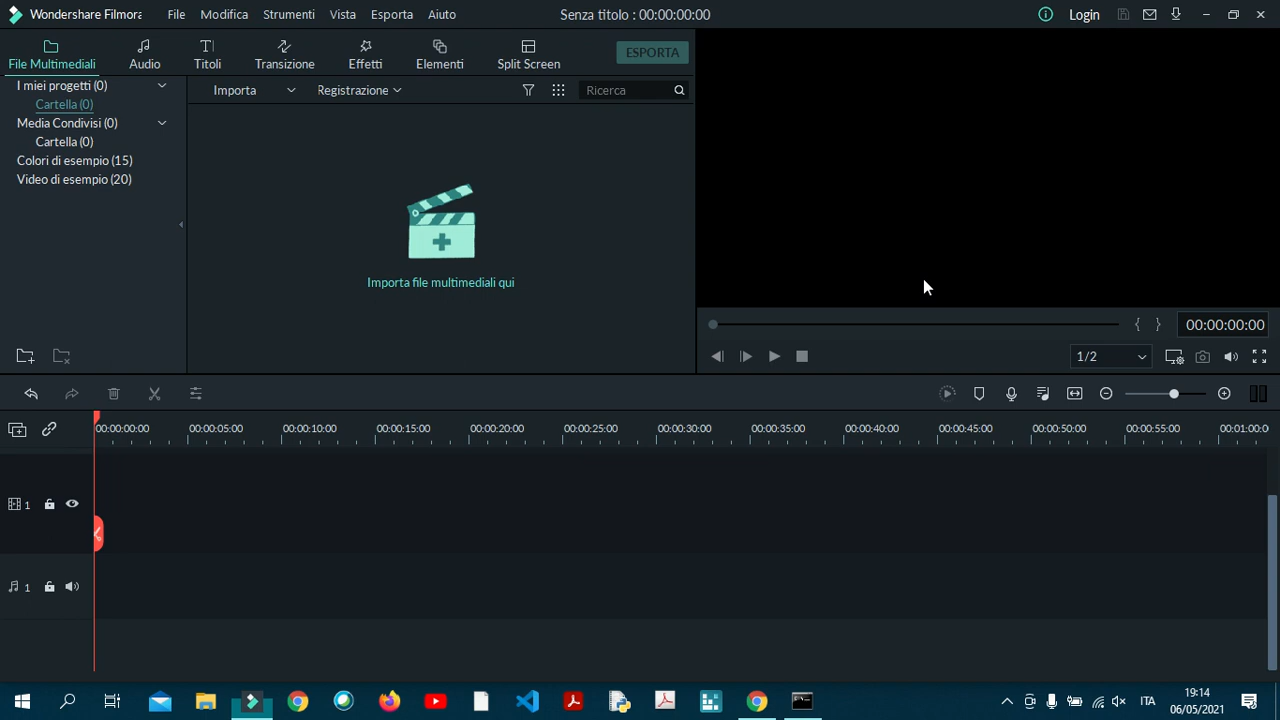 Wondershare Filmora
File Modifica Strumenti Vista Esporta Aiuto
Senza titolo : 00:00:00:00
Login
File Multimediali Audio Titoli Transizione Effetti Elementi Split Screen
ESPORTA
I miei progetti (0)
Cartella (0)
Media Condivisi (0)
Cartella (0)
Colori di esempio (15)
Video di esempio (20)
Importa Registrazione Ricerca
Importa file multimediali qui
00:00:00:00
1/2
00:00:00:00 00:00:05:00 00:00:10:00 00:00:15:00 00:00:20:00 00:00:25:00 00:00:30:00 00:00:35:00 00:00:40:00 00:00:45:00 00:00:50:00 00:00:55:00 00:01:00:0
1
1
ITA
19:14
06/05/2021